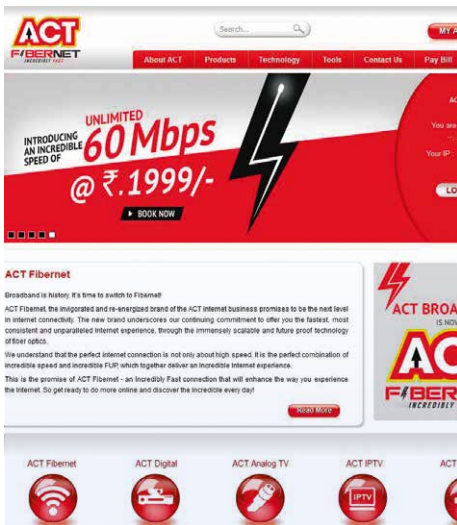 ACT
FIBERNET
INCREDIBLY FAST
Search...
MY A
About ACT Products Technology Tools Contact Us Pay Bill
INTRODUCING
AN INCREDIBLE
SPEED OF
UNLIMITED
60 Mbps
@ ₹.1999/-
BOOK NOW
AC
You are
Your IP
LO
ACT Fibernet
Broadband is history. It's time to switch to Fibernet!
ACT Fibernet, the invigorated and re-energized brand of the ACT internet business promises to be the next level
in internet connectivity. The new brand underscores our continuing commitment to offer you the fastest, most
consistent and unparalleled internet experience, through the immensely scalable and future proof technology
of fiber optics.
We understand that the perfect internet connection is not only about high speed. It is the perfect combination of
incredible speed and incredible FUP, which together deliver an incredible internet experience.
This is the promise of ACT Fibernet - an Incredibly Fast connection that will enhance the way you experience
the Internet. So get ready to do more online and discover the Incredible every day!
Read More
ACT BROA
IS NOV
AC
FIBER
INCREDIBLY
ACT Fibernet ACT Digital ACT Analog TV ACT IPTV ACT
IPTV